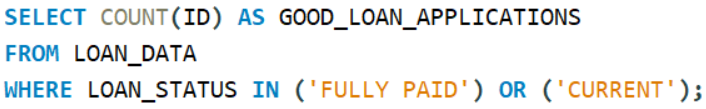 SELECT COUNT(ID) AS GOOD_LOAN_APPLICATIONS
FROM LOAN_DATA
WHERE LOAN_STATUS IN ('FULLY PAID') OR ('CURRENT');